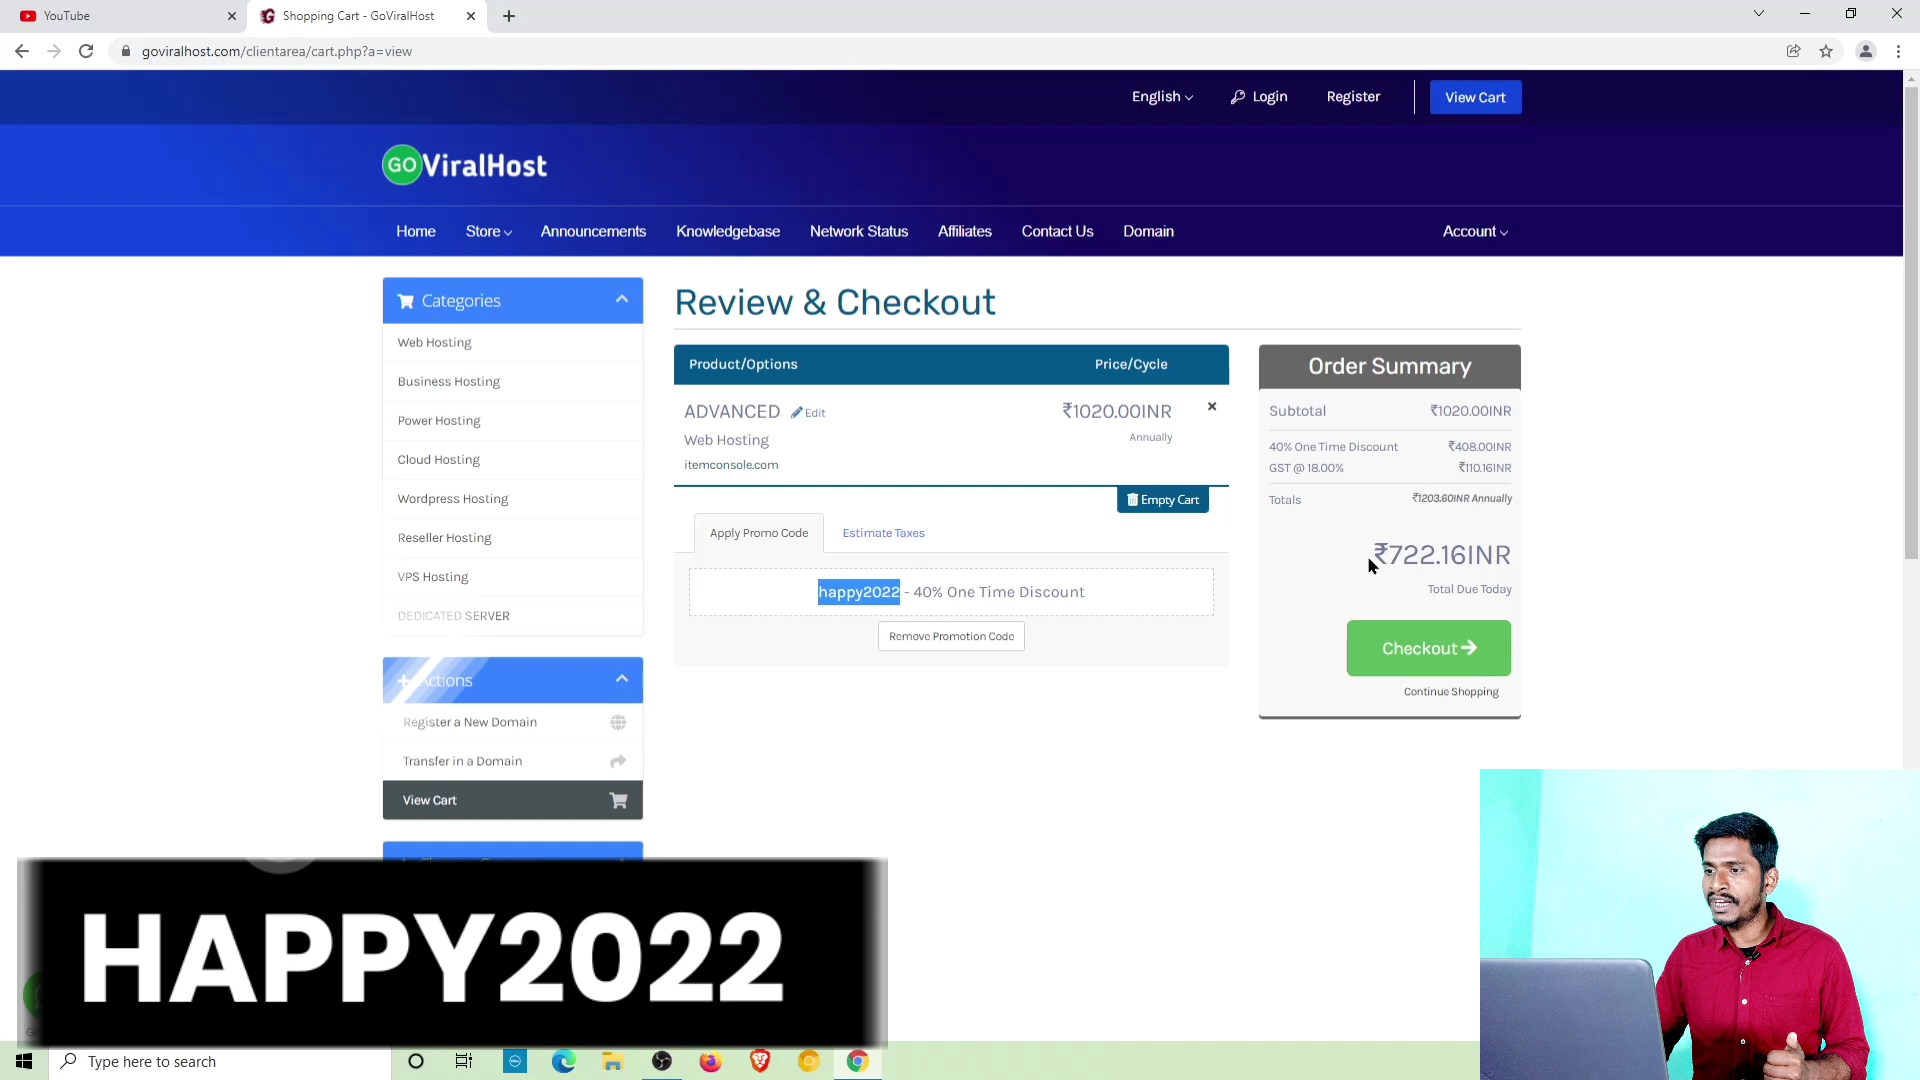 YouTube
Shopping Cart - GoViralHost
goviralhost.com/clientarea/cart.php?a=view
English
Login
Register
View Cart
GO ViralHost
Home
Store
Announcements
Knowledgebase
Network Status
Affiliates
Contact Us
Domain
Account
Categories
Web Hosting
Business Hosting
Power Hosting
Cloud Hosting
Wordpress Hosting
Reseller Hosting
VPS Hosting
DEDICATED SERVER
Actions
Register a New Domain
Transfer in a Domain
View Cart
Review & Checkout
Product/Options Price/Cycle
ADVANCED Edit ₹1020.00INR
Web Hosting Annually
itemconsole.com
Empty Cart
Apply Promo Code
Estimate Taxes
happy2022 - 40% One Time Discount
Remove Promotion Code
Order Summary
Subtotal ₹1020.00INR
40% One Time Discount ₹408.00INR
GST @ 18.00% ₹110.16INR
Totals ₹1203.60INR Annually
₹722.16INR
Total Due Today
Checkout
Continue Shopping
HAPPY2022
Type here to search